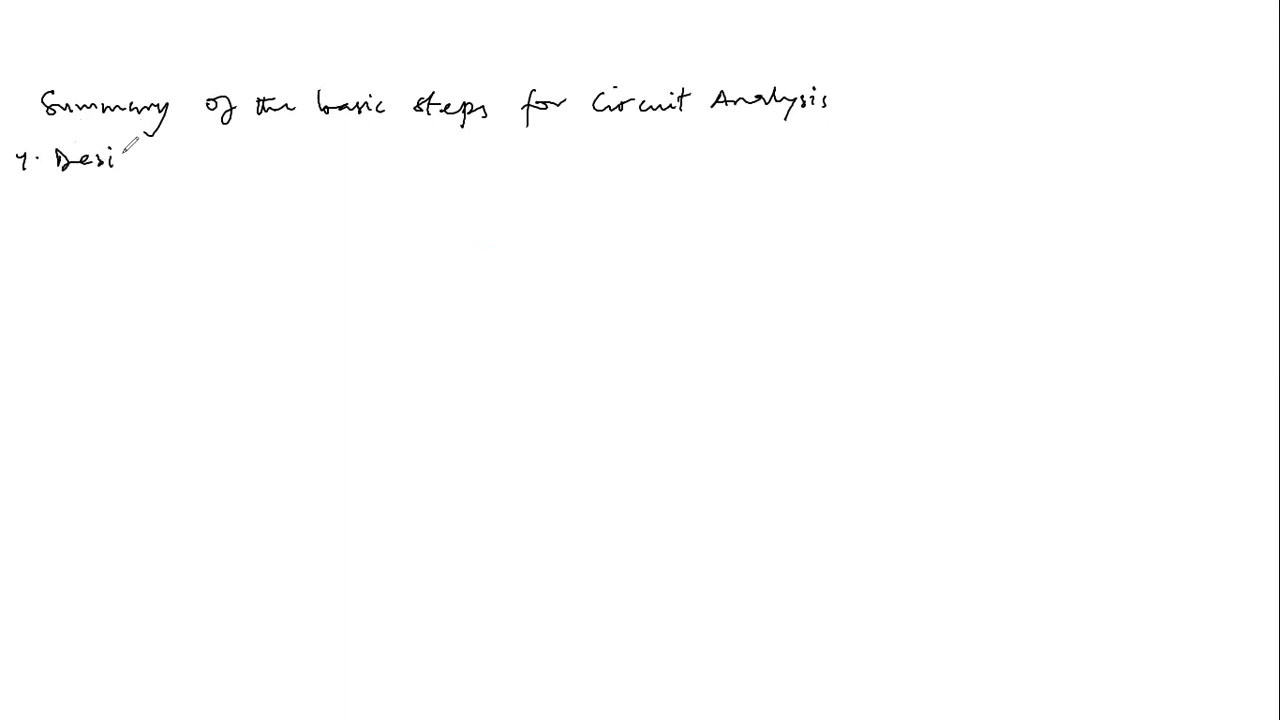 Summary of the basic steps for Circuit Analysis
1. Desi